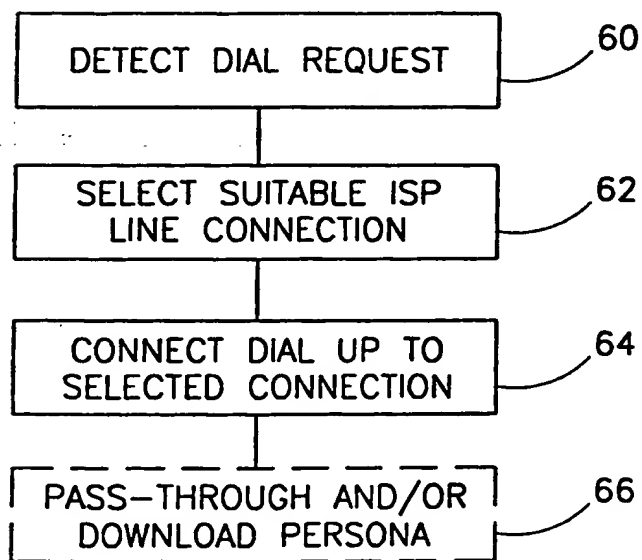 DETECT DIAL REQUEST
60
SELECT SUITABLE ISP
LINE CONNECTION
62
CONNECT DIAL UP TO
SELECTED CONNECTION
64
PASS-THROUGH AND/OR
DOWNLOAD PERSONA
66